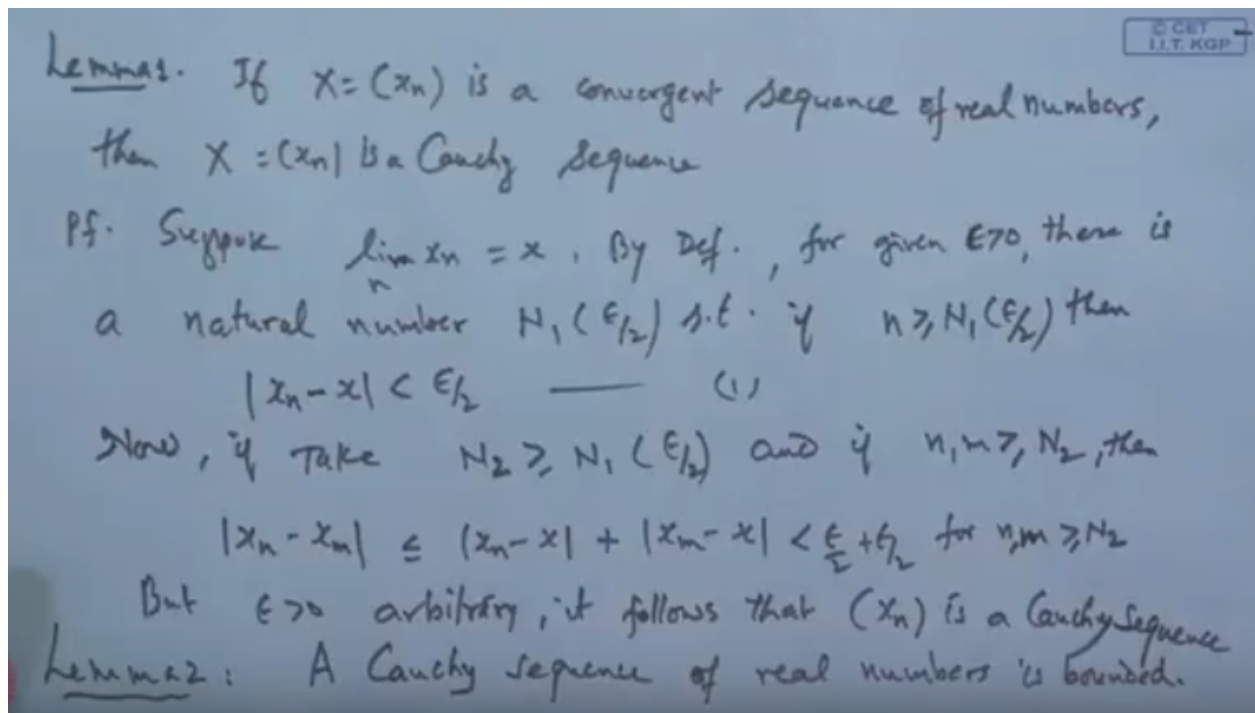 © CET
I.I.T. KGP
Lemma1. If X = (xn) is a convergent sequence of real numbers,
then X = (xn) is a Cauchy sequence
Pf. Suppose lim xn = x. By Def., for given ϵ>0, there is
n
a natural number N₁(ϵ/2) s.t. if n ≥ N₁(ϵ/2) then
|xn - x| < ϵ/2 —— (1)
Now, if Take N₂ ≥ N₁(ϵ/2) and if n,m ≥ N₂, then
|xn - xm| ≤ |xn - x| + |xm - x| < ϵ/2 + ϵ/2 for n,m ≥ N₂
But ϵ>0 arbitrary, it follows that (xn) is a Cauchy sequence
Lemma2: A Cauchy sequence of real numbers is bounded.